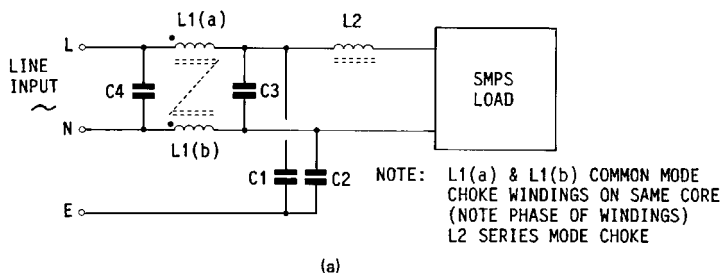 L1(a)
L2
L
LINE
INPUT
~
C4
C3
SMPS
LOAD
N
L1(b)
C1
C2
E
NOTE: L1(a) & L1(b) COMMON MODE
CHOKE WINDINGS ON SAME CORE
(NOTE PHASE OF WINDINGS)
L2 SERIES MODE CHOKE
(a)